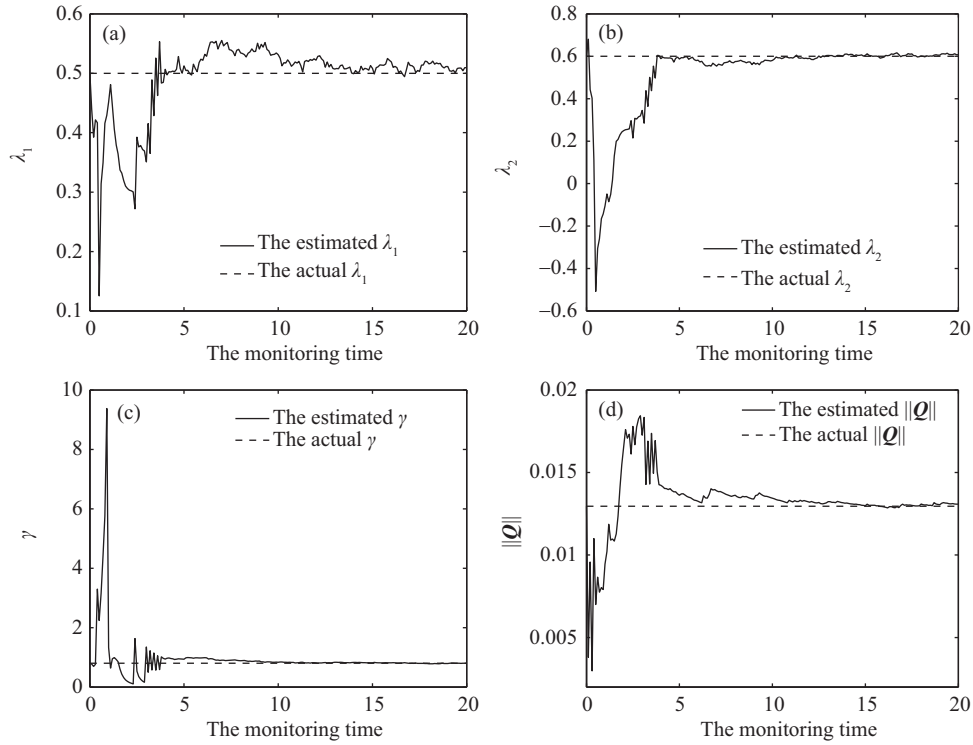 (a)
0.6
0.5
0.4
0.3
0.2
0.1
λ₁
The estimated λ₁
The actual λ₁
0 5 10 15 20
The monitoring time
(b)
0.8
0.6
0.4
0.2
0
−0.2
−0.4
−0.6
λ₂
The estimated λ₂
The actual λ₂
0 5 10 15 20
The monitoring time
(c)
10
8
6
4
2
0
γ
The estimated γ
The actual γ
0 5 10 15 20
The monitoring time
(d)
0.02
0.015
0.01
0.005
||Q||
The estimated ||Q||
The actual ||Q||
0 5 10 15 20
The monitoring time